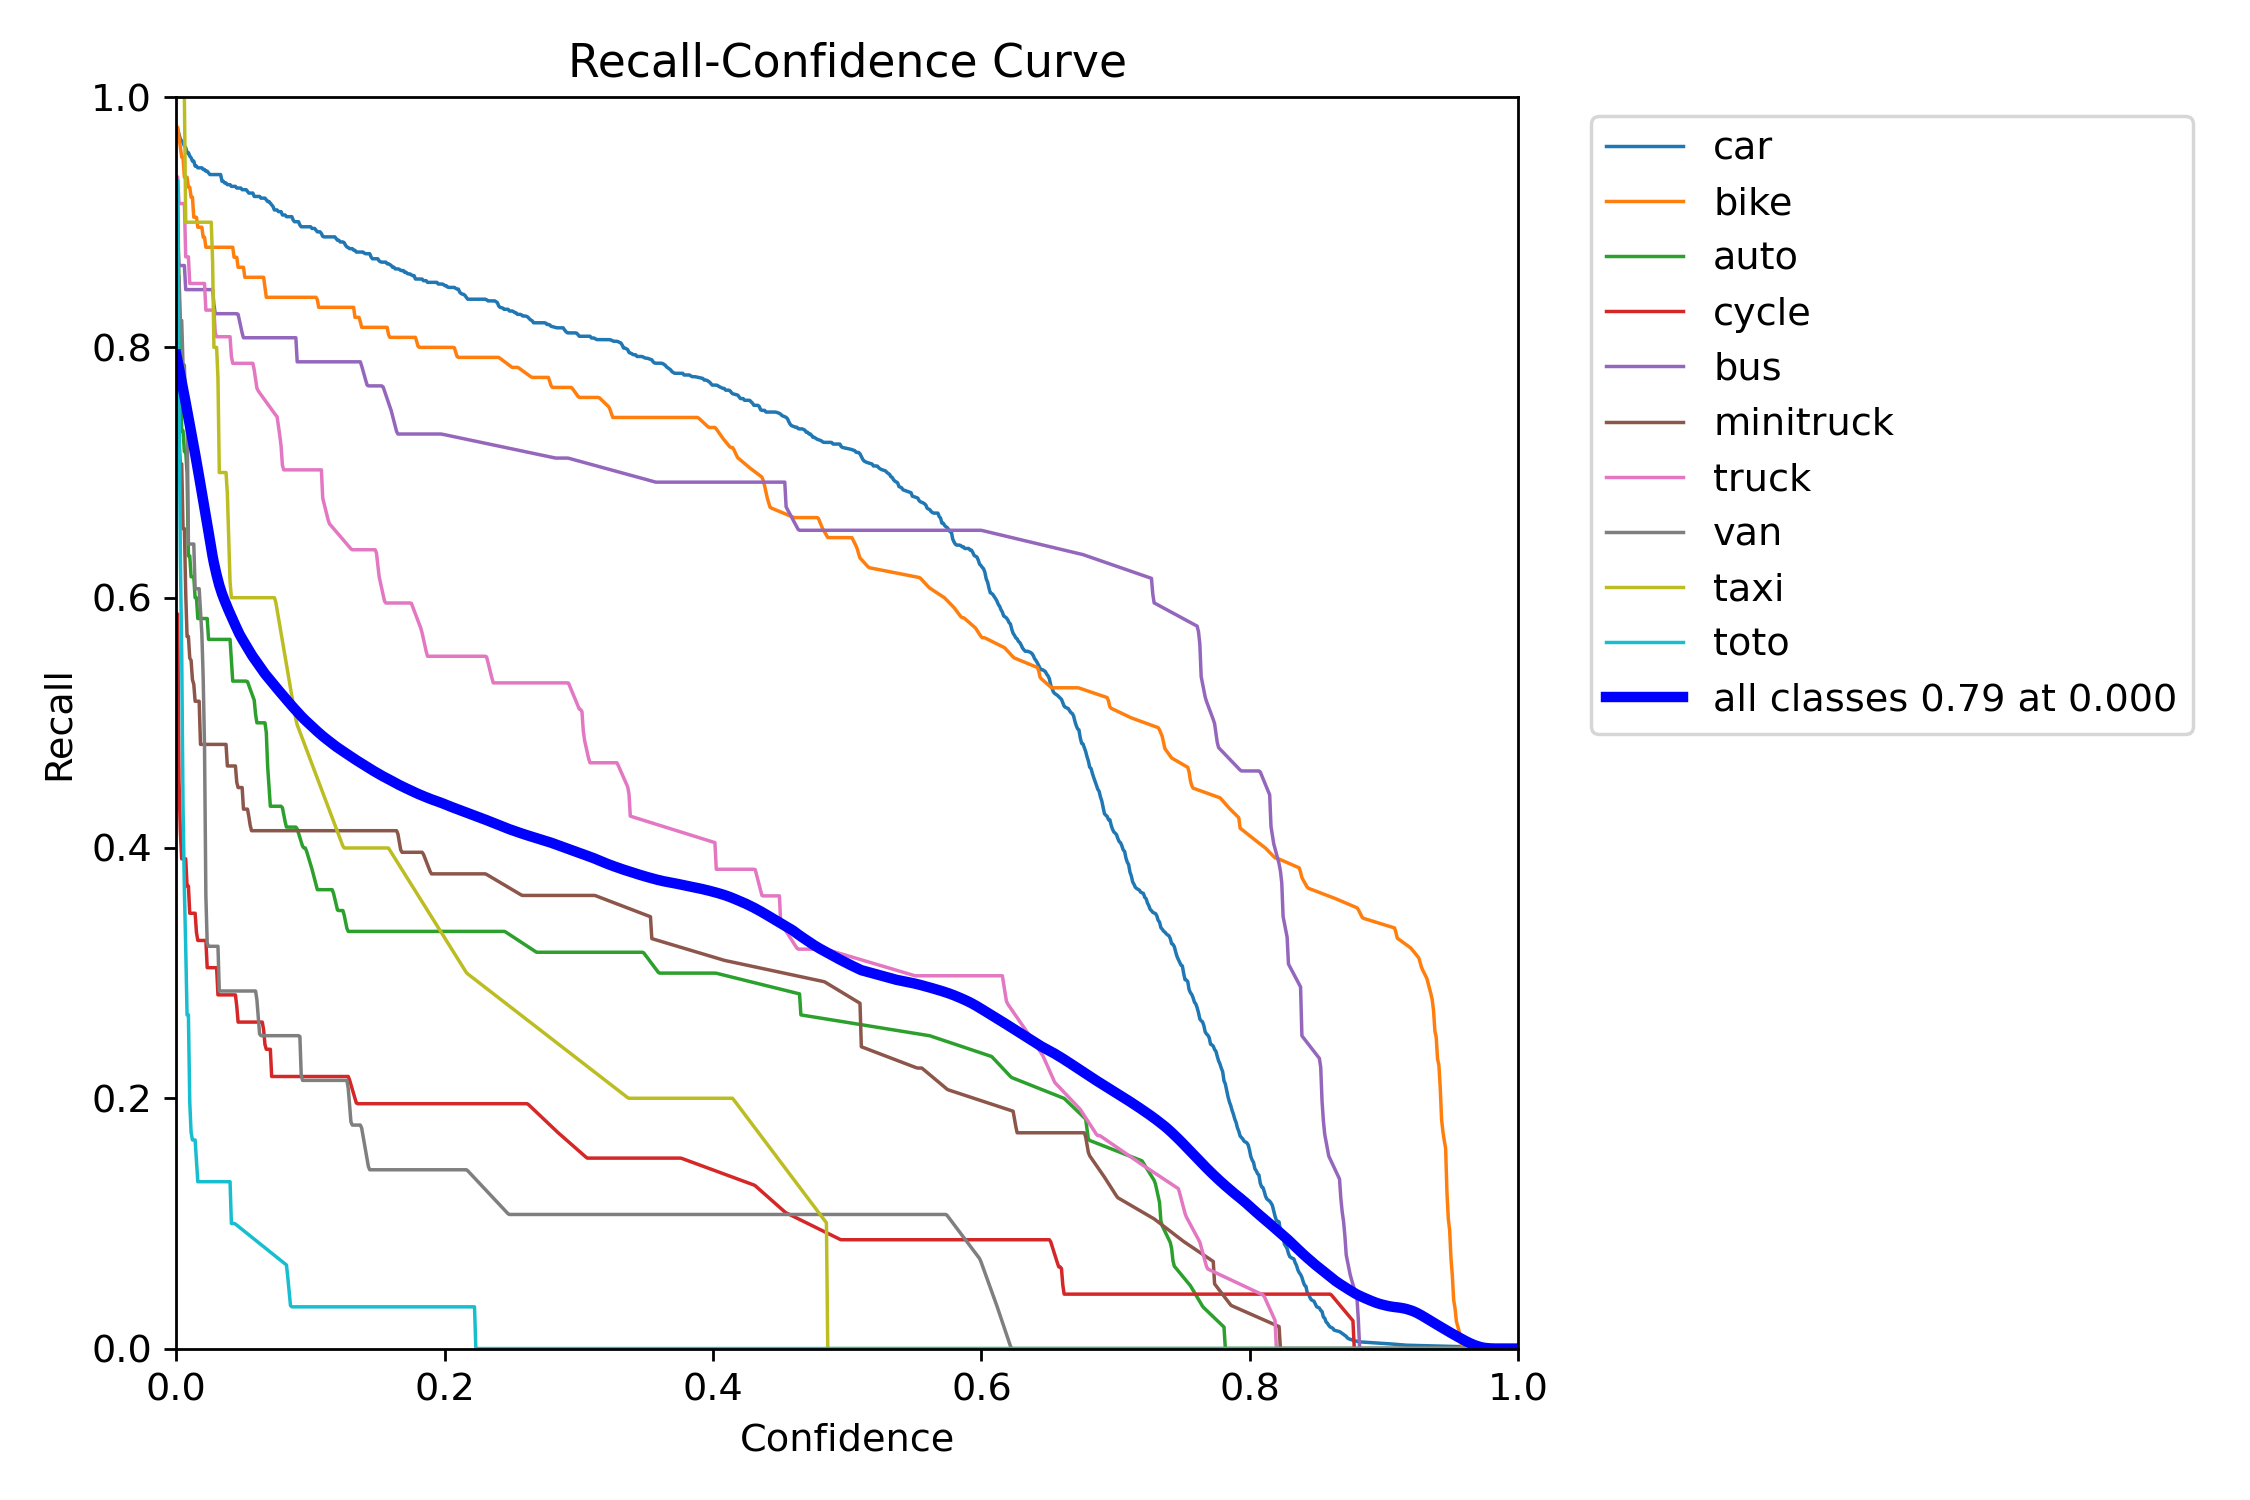 Recall-Confidence Curve
1.0
0.8
0.6
0.4
0.2
0.0
Recall
0.0 0.2 0.4 0.6 0.8 1.0
Confidence
car
bike
auto
cycle
bus
minitruck
truck
van
taxi
toto
all classes 0.79 at 0.000